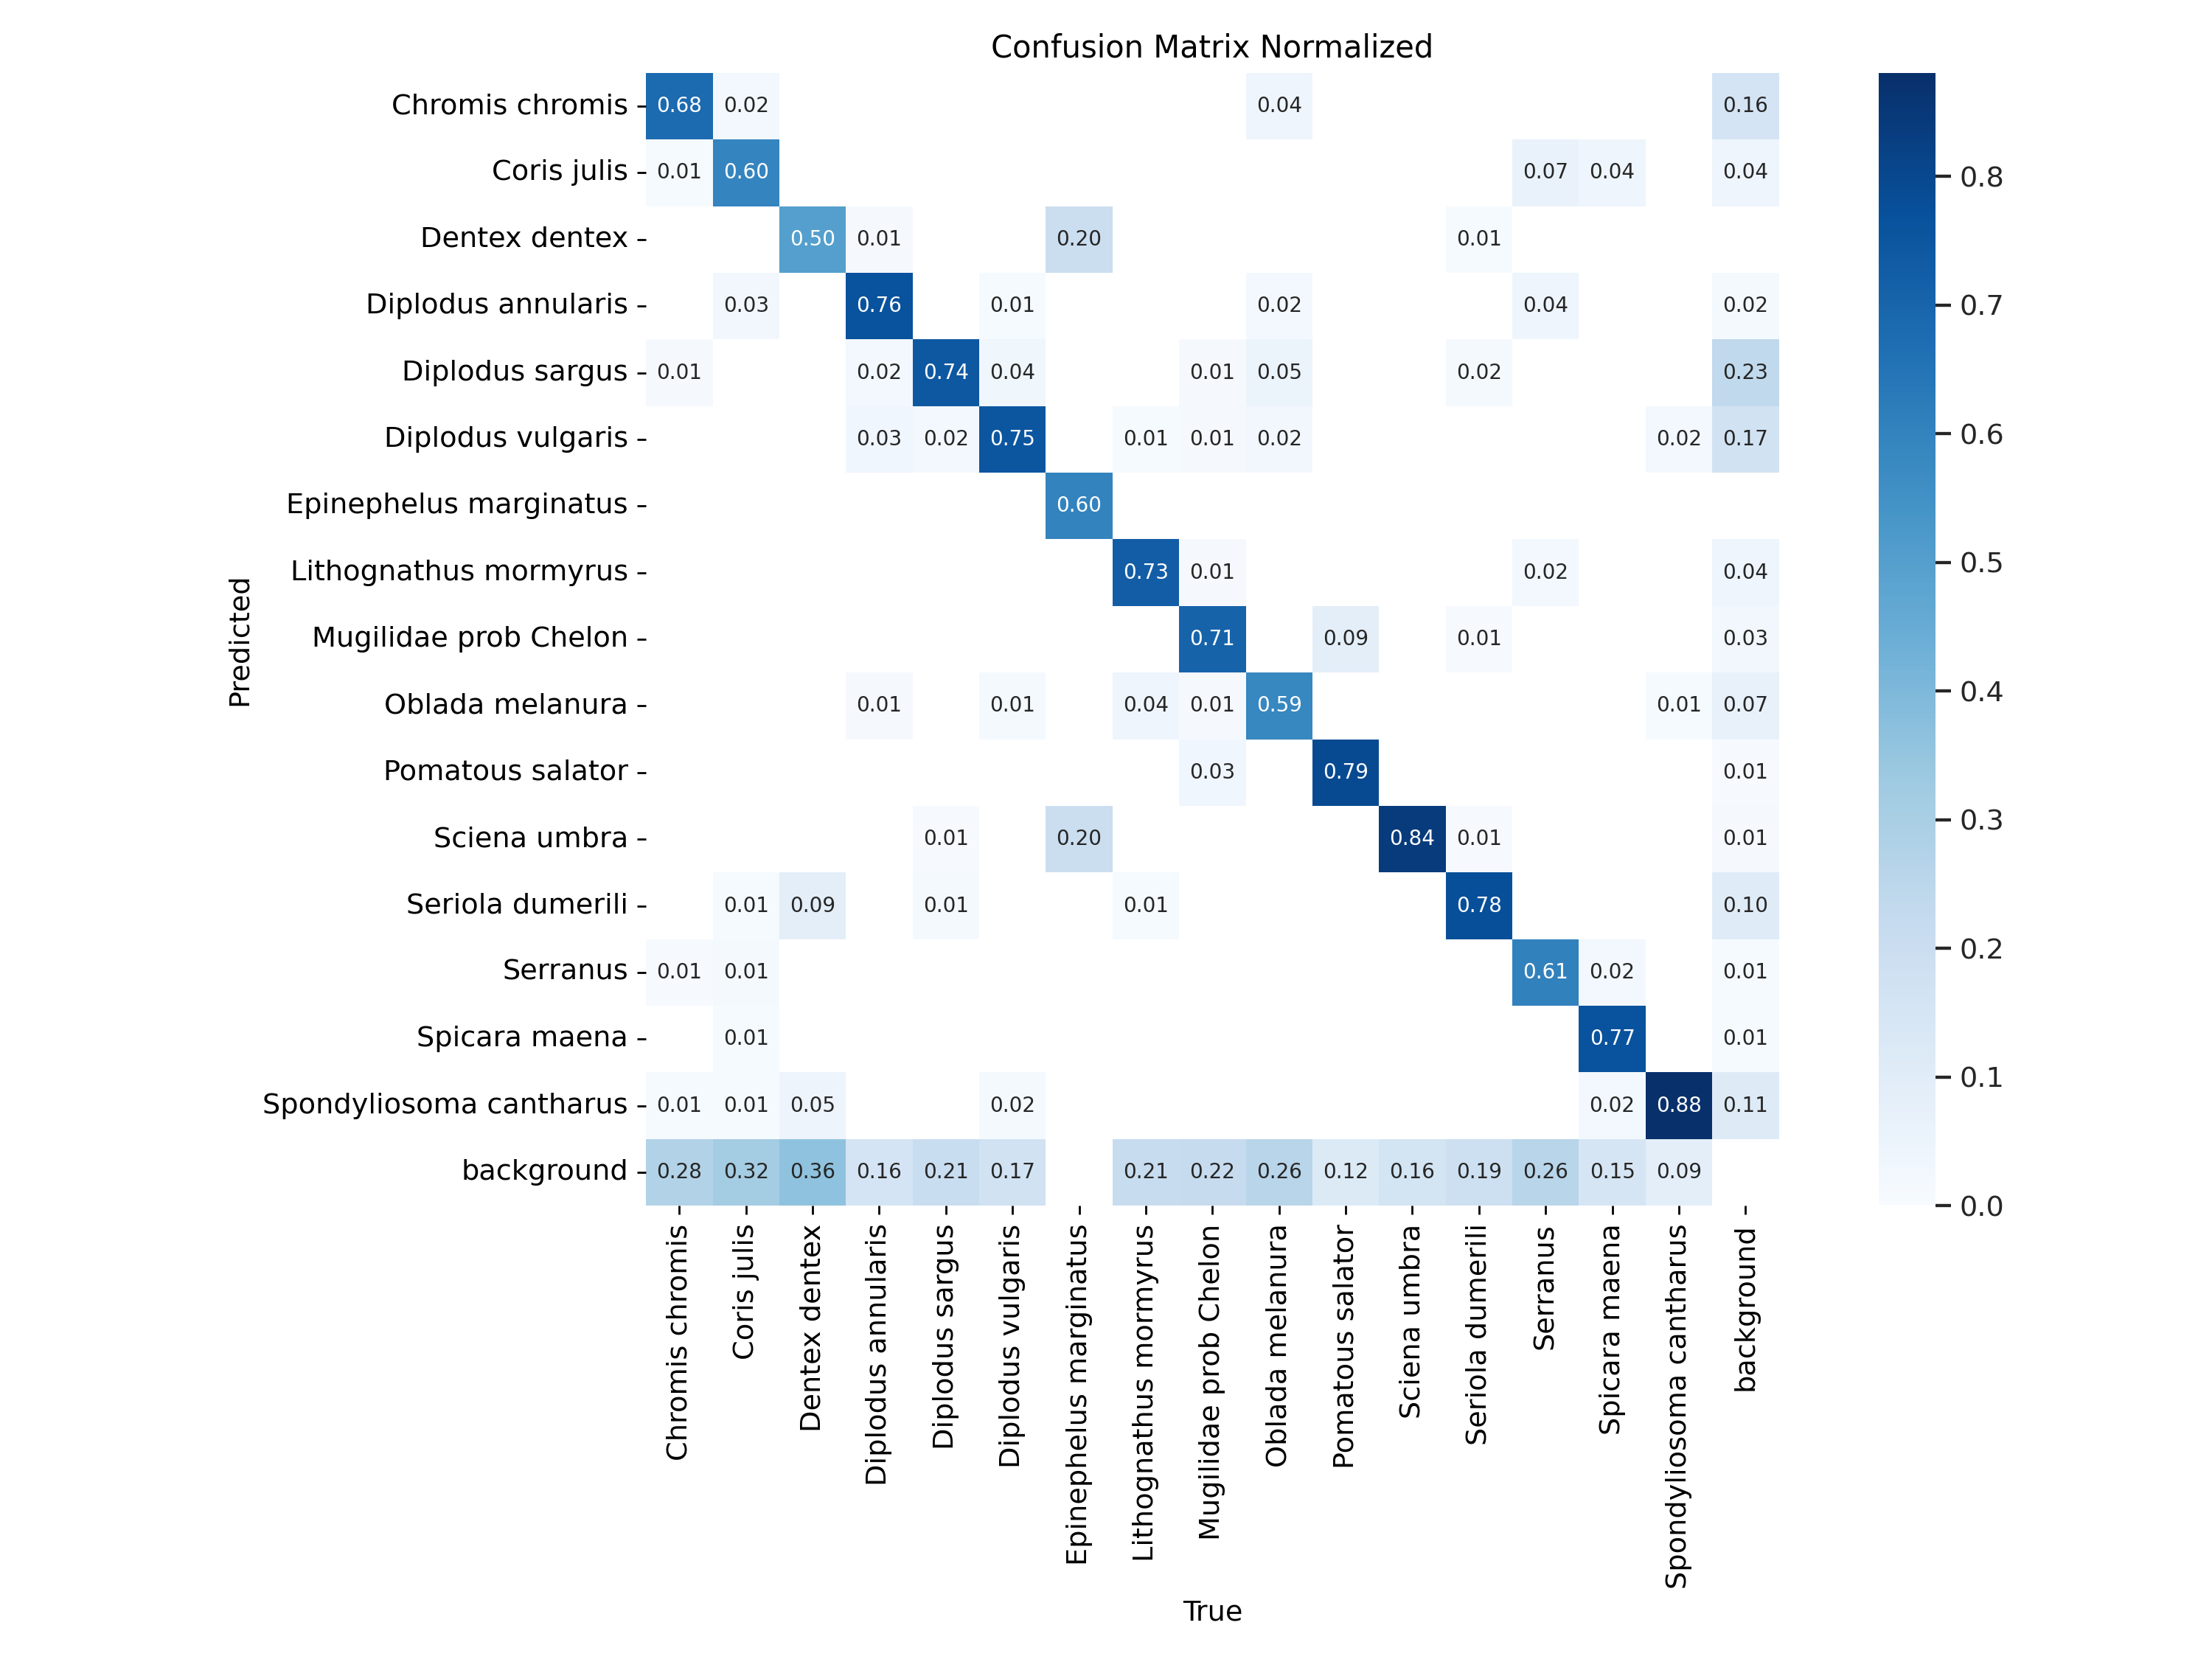 Confusion Matrix Normalized
Predicted
Chromis chromis 0.68 0.02 0.04 0.16
Coris julis 0.01 0.60 0.07 0.04 0.04
Dentex dentex 0.50 0.01 0.20 0.01
Diplodus annularis 0.03 0.76 0.01 0.02 0.04 0.02
Diplodus sargus 0.01 0.02 0.74 0.04 0.01 0.05 0.02 0.23
Diplodus vulgaris 0.03 0.02 0.75 0.01 0.01 0.02 0.02 0.17
Epinephelus marginatus 0.60
Lithognathus mormyrus 0.73 0.01 0.02 0.04
Mugilidae prob Chelon 0.71 0.09 0.01 0.03
Oblada melanura 0.01 0.01 0.04 0.01 0.59 0.01 0.07
Pomatous salator 0.03 0.79 0.01
Sciena umbra 0.01 0.20 0.84 0.01 0.01
Seriola dumerili 0.01 0.09 0.01 0.01 0.78 0.10
Serranus 0.01 0.01 0.61 0.02 0.01
Spicara maena 0.01 0.77 0.01
Spondyliosoma cantharus 0.01 0.01 0.05 0.02 0.02 0.88 0.11
background 0.28 0.32 0.36 0.16 0.21 0.17 0.21 0.22 0.26 0.12 0.16 0.19 0.26 0.15 0.09
Chromis chromis
Coris julis
Dentex dentex
Diplodus annularis
Diplodus sargus
Diplodus vulgaris
Epinephelus marginatus
Lithognathus mormyrus
Mugilidae prob Chelon
Oblada melanura
Pomatous salator
Sciena umbra
Seriola dumerili
Serranus
Spicara maena
Spondyliosoma cantharus
background
True
0.8
0.7
0.6
0.5
0.4
0.3
0.2
0.1
0.0